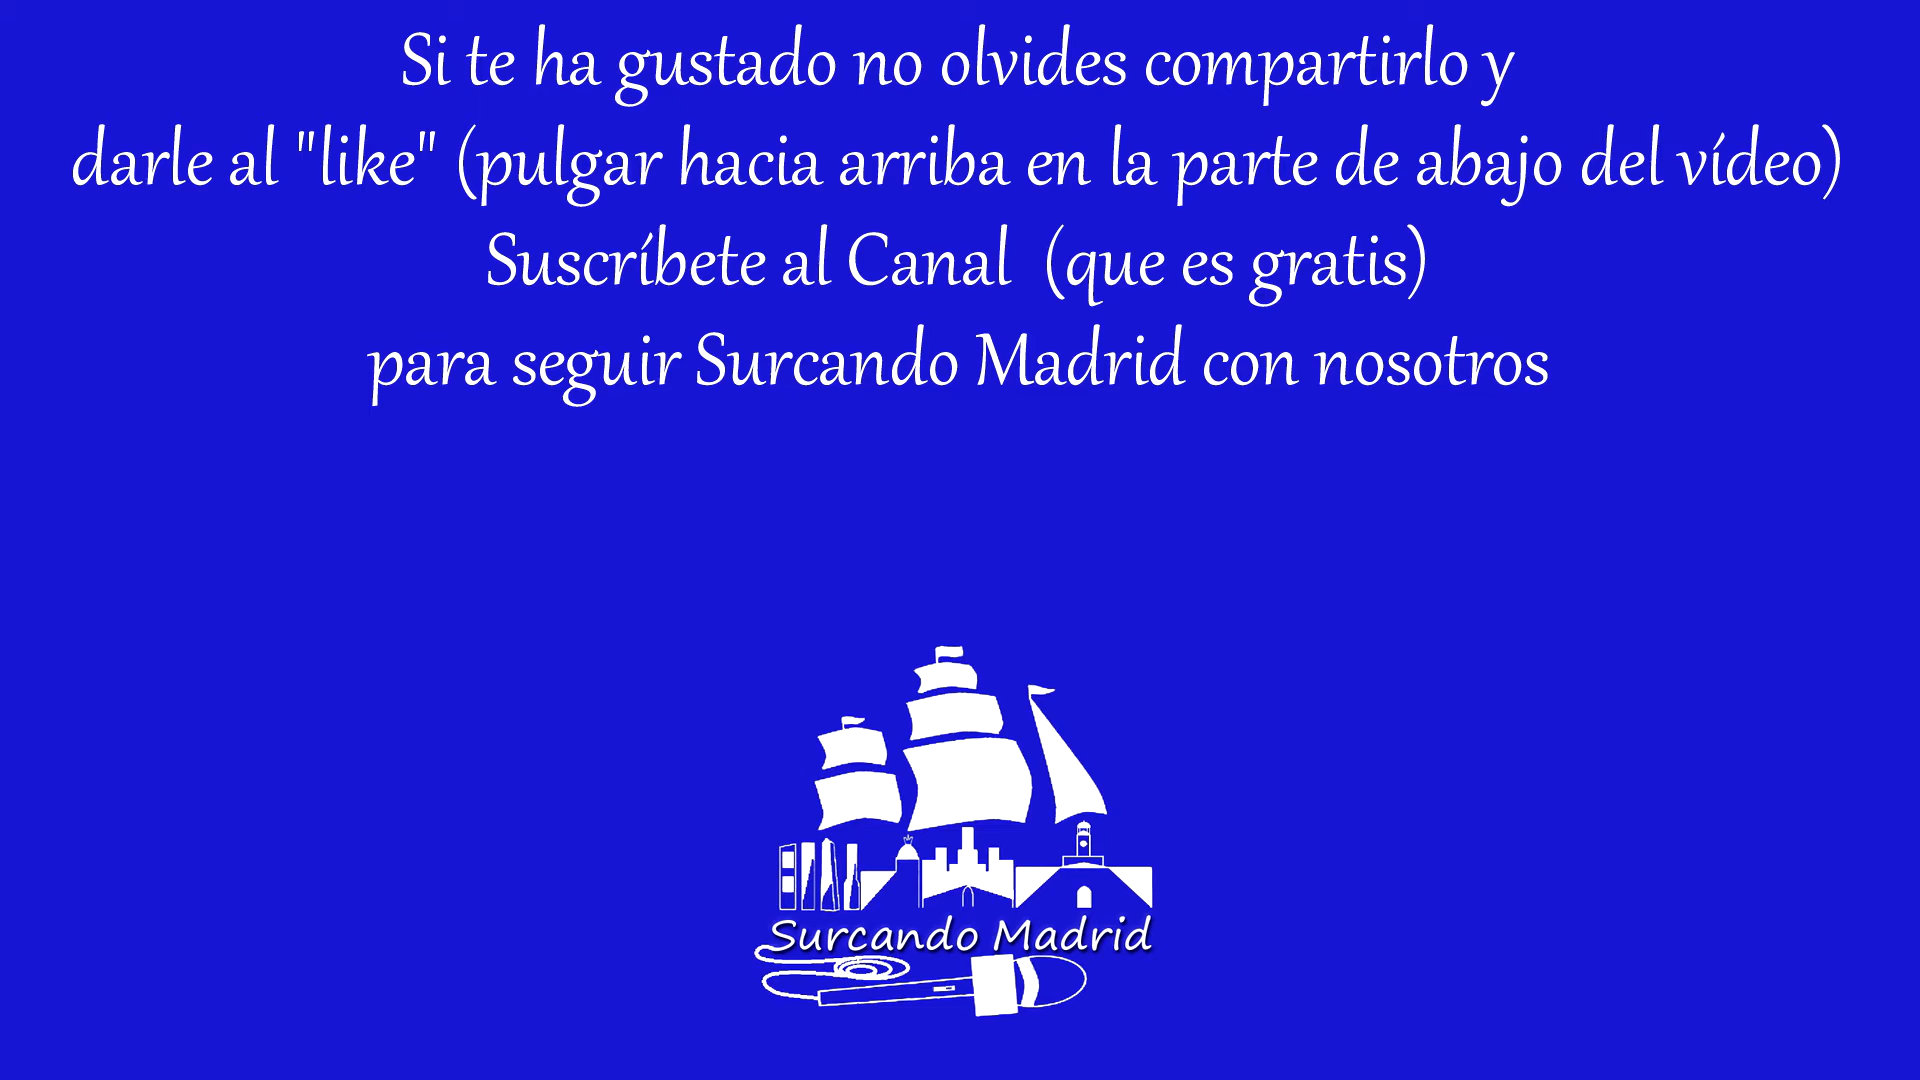 Si te ha gustado no olvides compartirlo y
darle al "like" (pulgar hacia arriba en la parte de abajo del vídeo)
Suscríbete al Canal (que es gratis)
para seguir Surcando Madrid con nosotros
Surcando Madrid